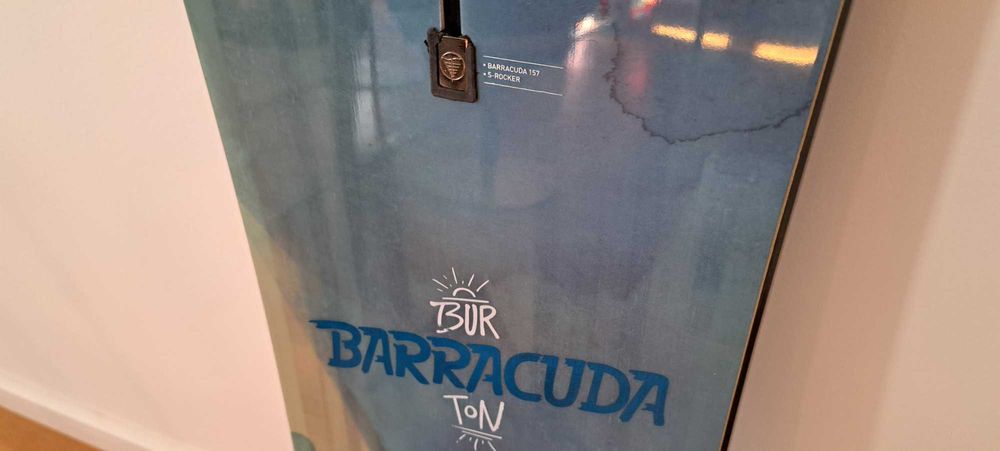 • BARRACUDA 157
• S-ROCKER
BUR
BARRACUDA
TON